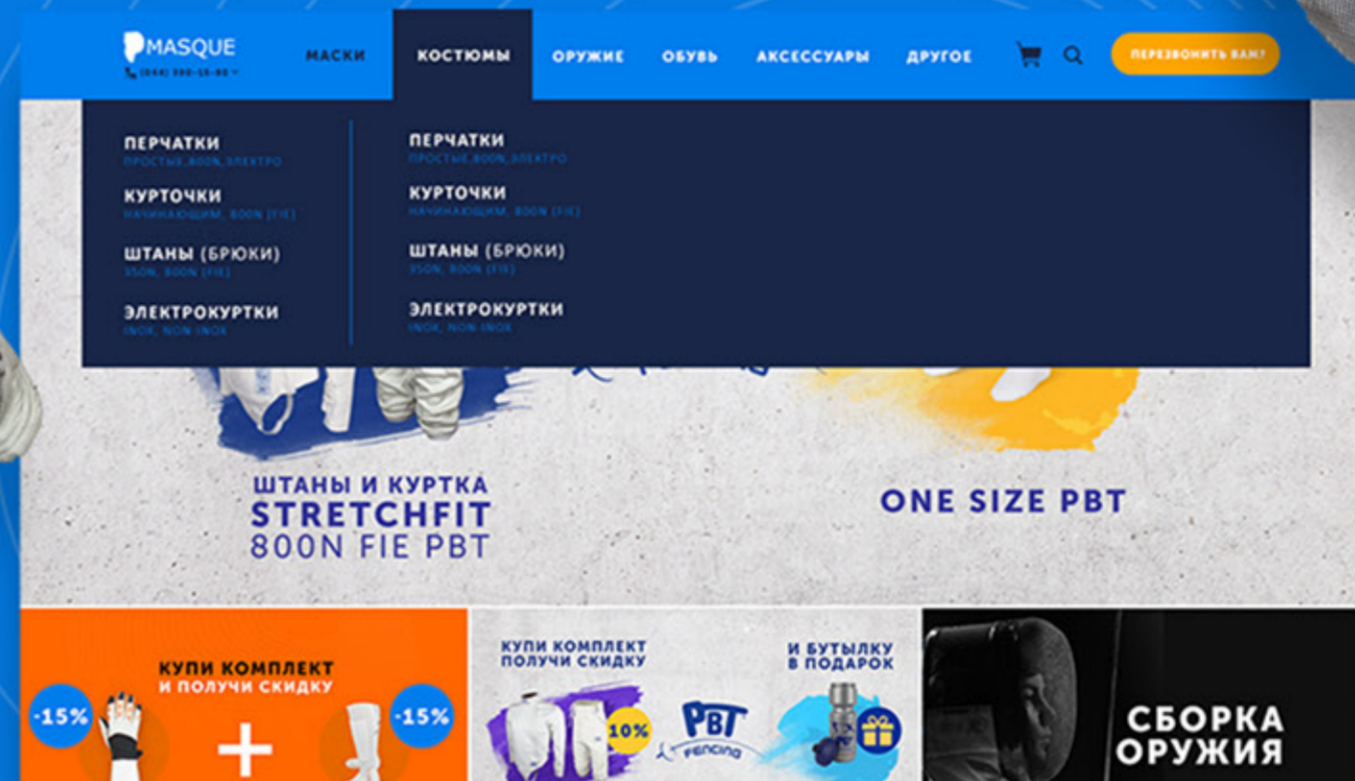 MASQUE
(044) 390-15-80
МАСКИ
КОСТЮМЫ
ОРУЖИЕ
ОБУВЬ
АКСЕССУАРЫ
ДРУГОЕ
ПЕРЕЗВОНИТЬ ВАМ?
ПЕРЧАТКИ
ПРОСТЫЕ,800N,ЭЛЕКТРО
КУРТОЧКИ
НАЧИНАЮЩИМ, 800N (FIE)
ШТАНЫ (БРЮКИ)
350N, 800N (FIE)
ЭЛЕКТРОКУРТКИ
INOX, NON-INOX
ПЕРЧАТКИ
ПРОСТЫЕ,800N,ЭЛЕКТРО
КУРТОЧКИ
НАЧИНАЮЩИМ, 800N (FIE)
ШТАНЫ (БРЮКИ)
350N, 800N (FIE)
ЭЛЕКТРОКУРТКИ
INOX, NON-INOX
ШТАНЫ И КУРТКА
STRETCHFIT
800N FIE PBT
ONE SIZE PBT
КУПИ КОМПЛЕКТ
И ПОЛУЧИ СКИДКУ
-15%
-15%
КУПИ КОМПЛЕКТ
ПОЛУЧИ СКИДКУ
10%
PBT
FENCING
И БУТЫЛКУ
В ПОДАРОК
СБОРКА
ОРУЖИЯ